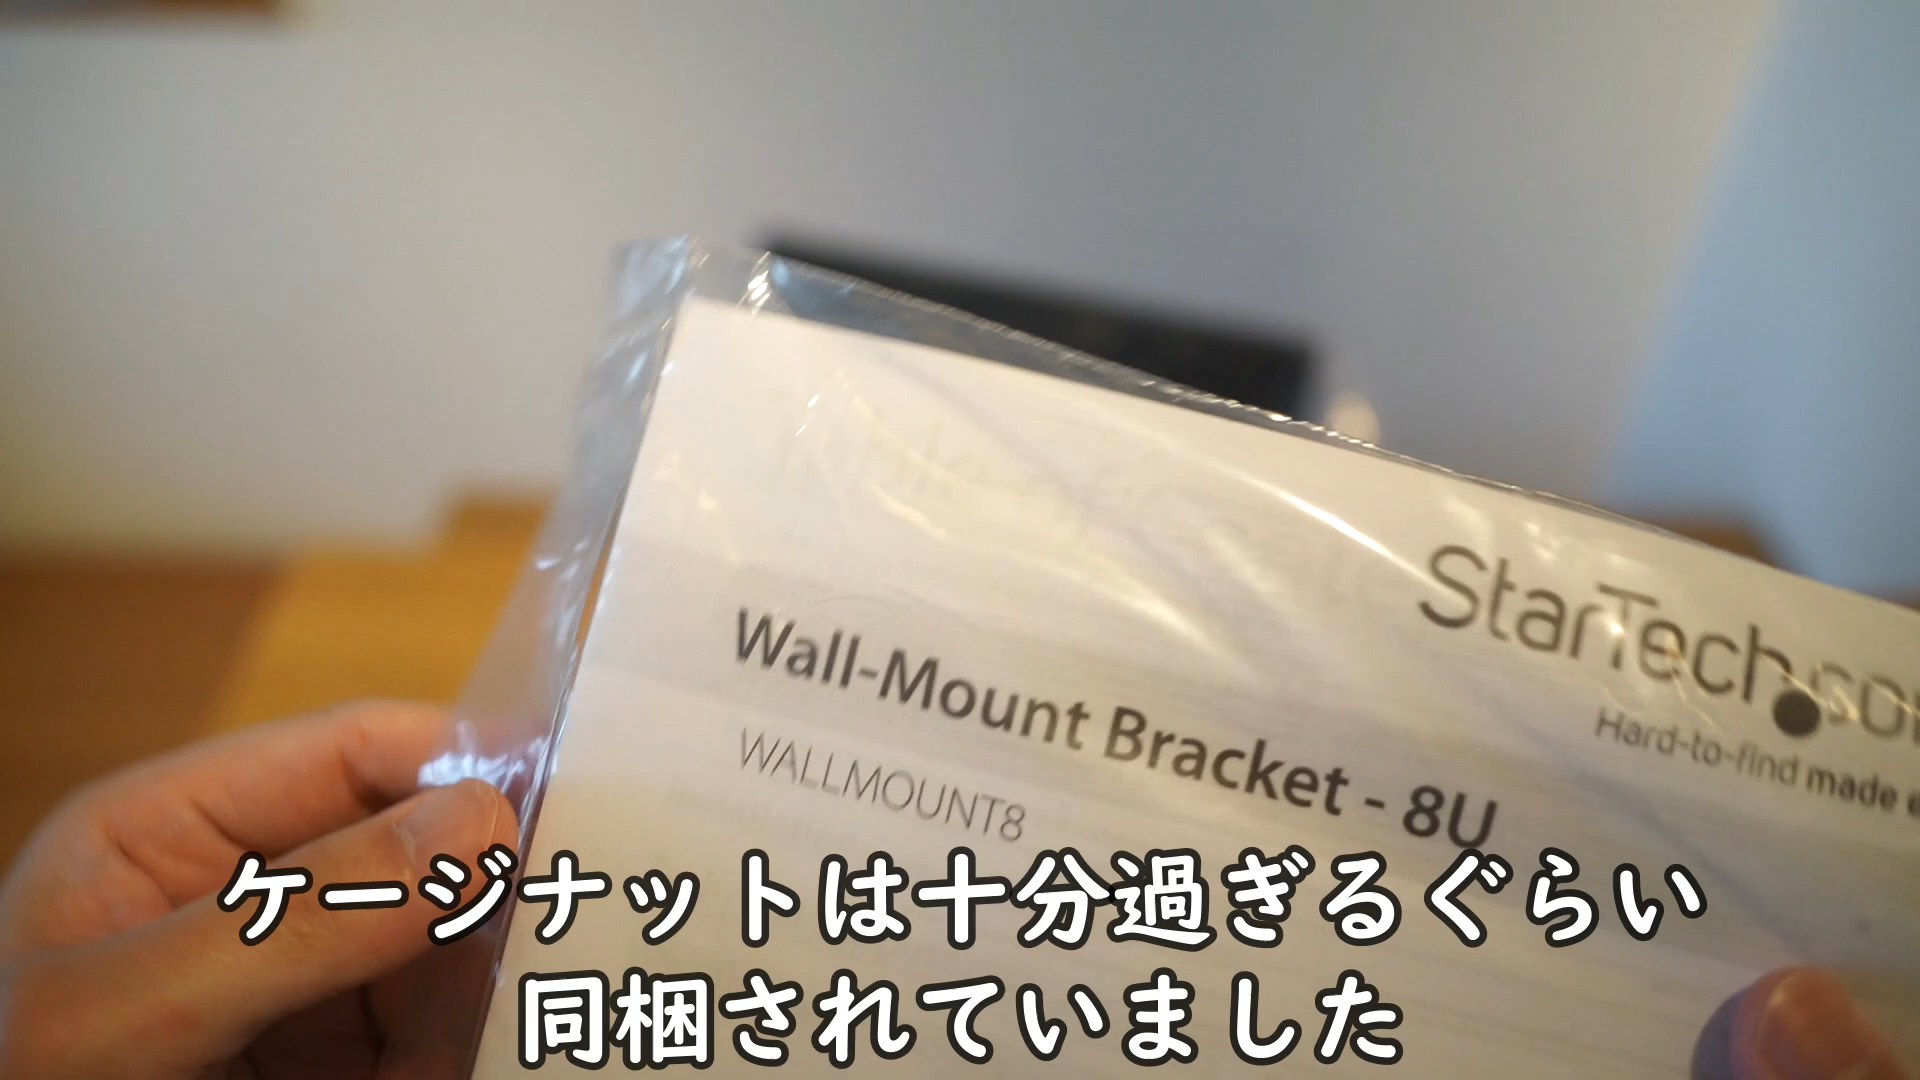 StarTech.co
Hard-to-find made e
Wall-Mount Bracket - 8U
WALLMOUNT8
ケージナットは十分過ぎるぐらい
同梱されていました